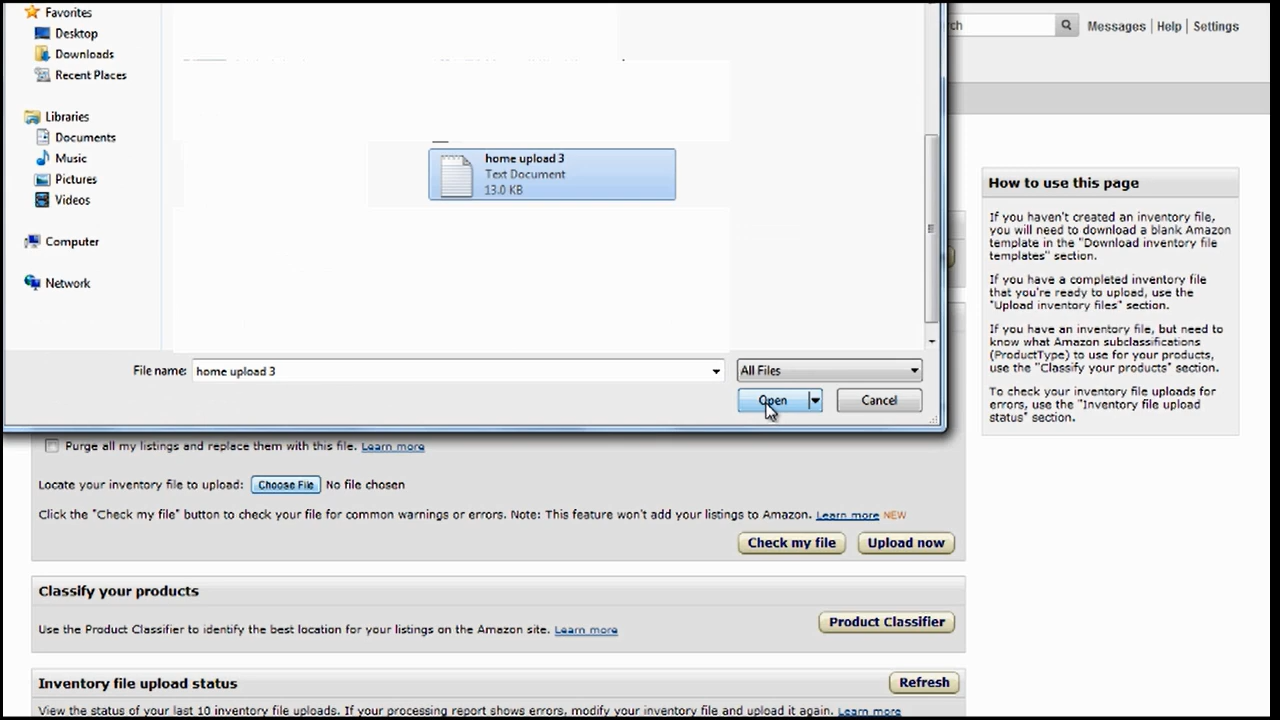 Favorites
Desktop
Downloads
Recent Places
Libraries
Documents
Music
Pictures
Videos
Computer
Network
home upload 3
Text Document
13.0 KB
File name: home upload 3
All Files
Open
Cancel
Messages | Help | Settings
How to use this page
If you haven't created an inventory file,
you will need to download a blank Amazon
template in the "Download inventory file
templates" section.
If you have a completed inventory file
that you're ready to upload, use the
"Upload inventory files" section.
If you have an inventory file, but need to
know what Amazon subclassifications
(ProductType) to use for your products,
use the "Classify your products" section.
To check your inventory file uploads for
errors, use the "Inventory file upload
status" section.
Purge all my listings and replace them with this file. Learn more
Locate your inventory file to upload: Choose File No file chosen
Click the "Check my file" button to check your file for common warnings or errors. Note: This feature won't add your listings to Amazon. Learn more NEW
Check my file
Upload now
Classify your products
Use the Product Classifier to identify the best location for your listings on the Amazon site. Learn more
Product Classifier
Inventory file upload status
Refresh
View the status of your last 10 inventory file uploads. If your processing report shows errors, modify your inventory file and upload it again. Learn more